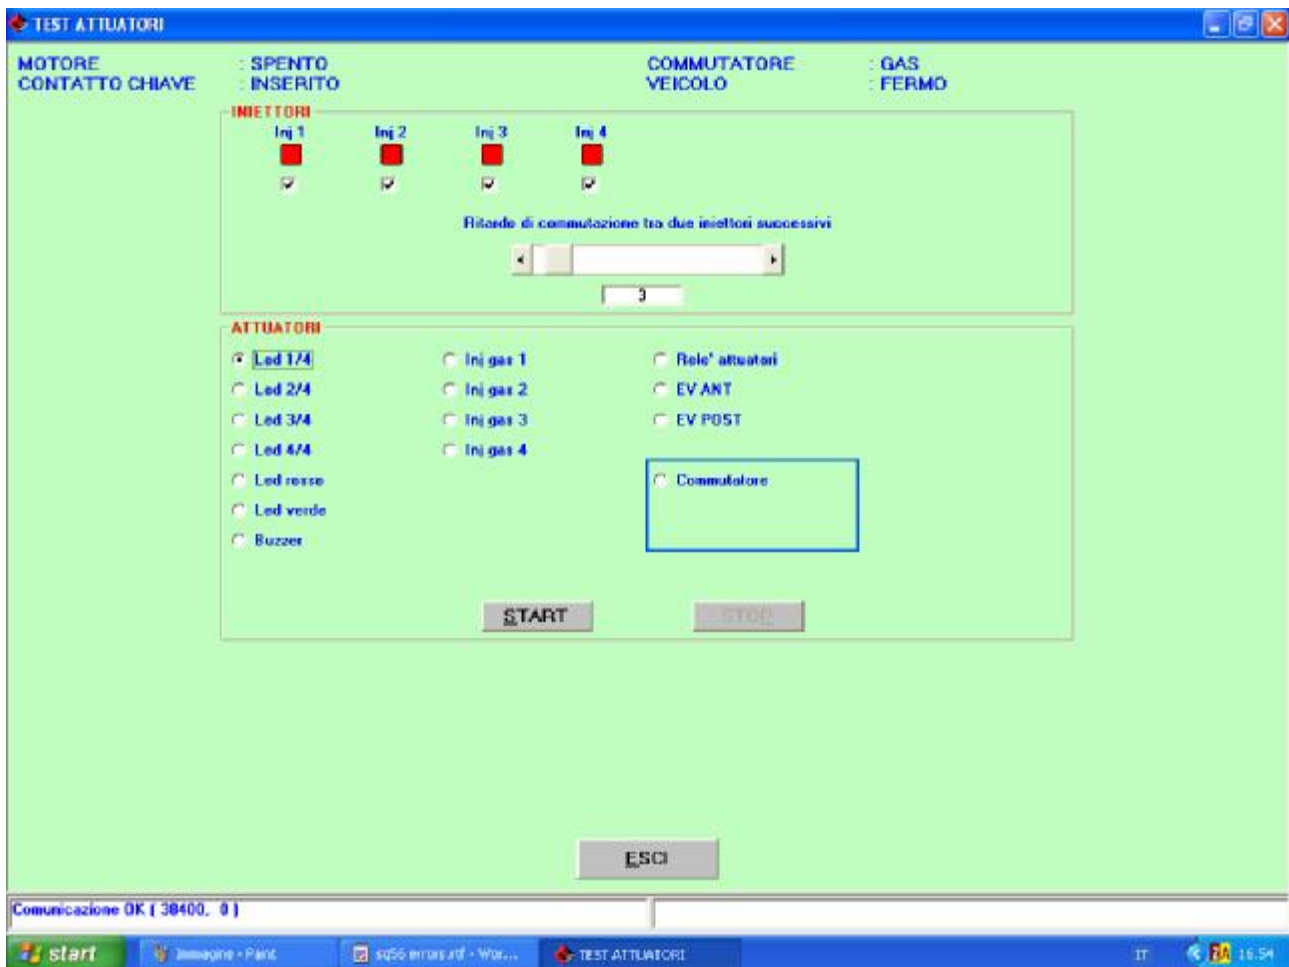 TEST ATTUATORI
MOTORE : SPENTO COMMUTATORE : GAS
CONTATTO CHIAVE : INSERITO VEICOLO : FERMO
INIETTORI
Inj 1 Inj 2 Inj 3 Inj 4
Ritardo di commutazione tra due iniettori successivi
3
ATTUATORI
Led 1/4 Inj gas 1 Rele' attuatori
Led 2/4 Inj gas 2 EV ANT
Led 3/4 Inj gas 3 EV POST
Led 4/4 Inj gas 4
Led rosso Commutatore
Led verde
Buzzer
START STOP
ESCI
Comunicazione OK ( 38400, 0 )
start Immagine - Paint sq56 errors.rtf - Wor... TEST ATTUATORI IT 16.54